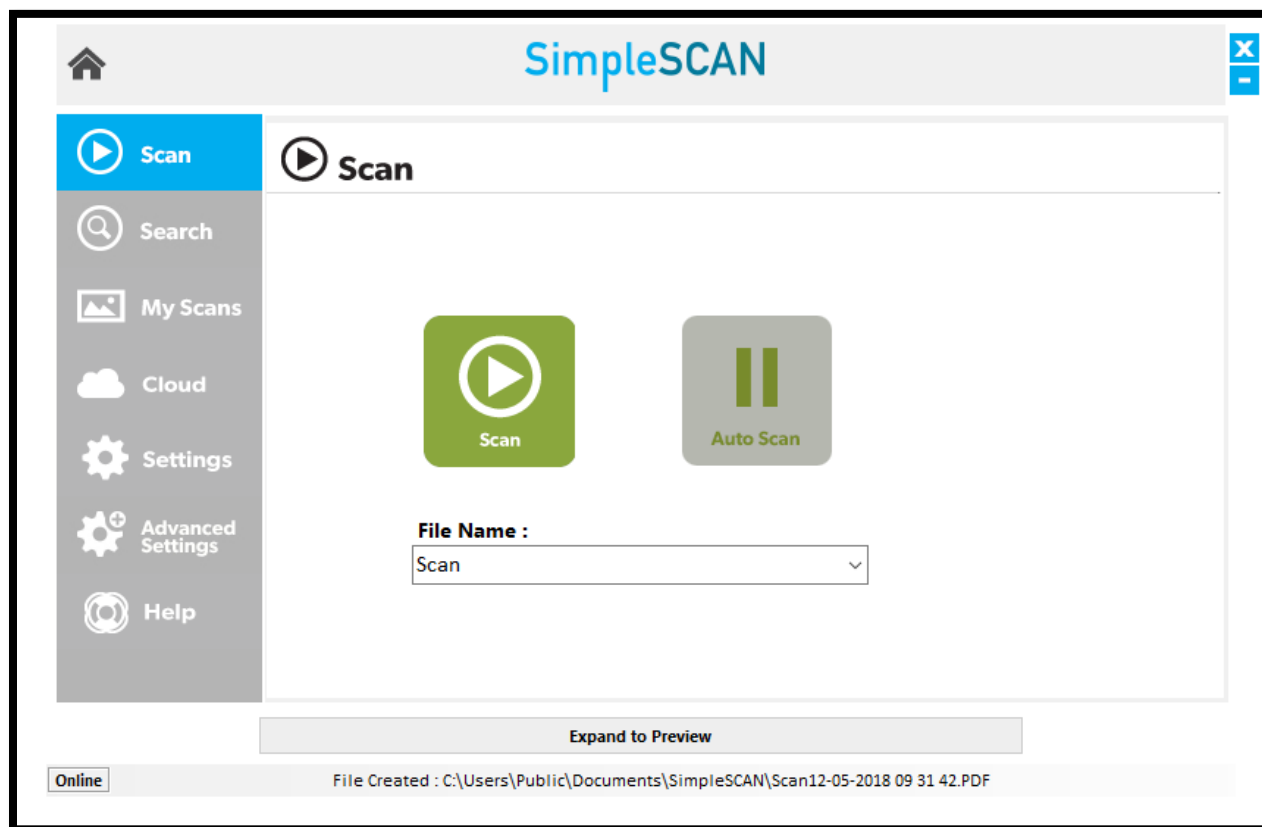 SimpleSCAN
X
-
Scan
Search
My Scans
Cloud
Settings
Advanced
Settings
Help
Scan
Scan
Auto Scan
File Name :
Scan
Expand to Preview
Online
File Created : C:\Users\Public\Documents\SimpleSCAN\Scan12-05-2018 09 31 42.PDF